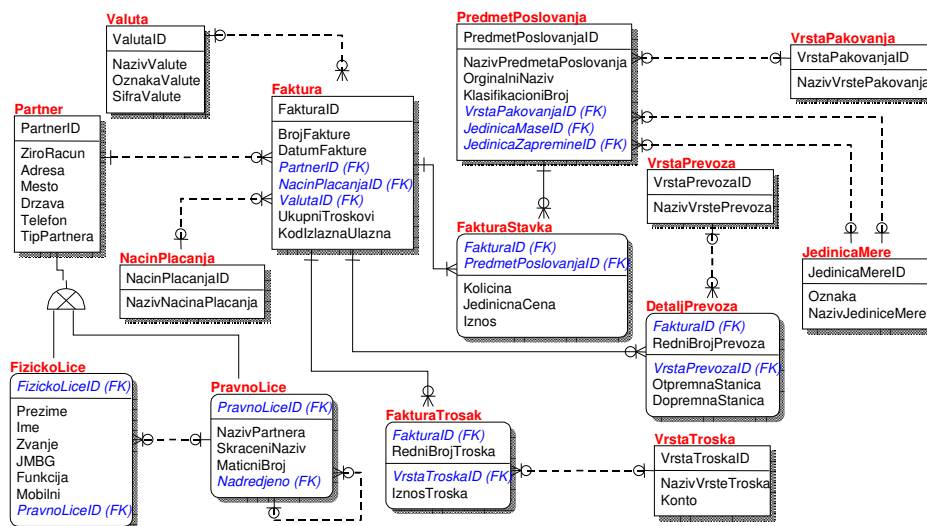 Valuta
ValutaID
NazivValute
OznakaValute
SifraValute
PredmetPoslovanja
PredmetPoslovanjaID
NazivPredmetaPoslovanja
OrginalniNaziv
KlasifikacioniBroj
VrstaPakovanjaID (FK)
JedinicaMaseID (FK)
JedinicaZapremineID (FK)
VrstaPakovanja
VrstaPakovanjaID
NazivVrstePakovanja
Partner
PartnerID
ZiroRacun
Adresa
Mesto
Drzava
Telefon
TipPartnera
Faktura
FakturaID
BrojFakture
DatumFakture
PartnerID (FK)
NacinPlacanjaID (FK)
ValutaID (FK)
UkupniTroskovi
KodIzlaznaUlazna
VrstaPrevoza
VrstaPrevozaID
NazivVrstePrevoza
NacinPlacanja
NacinPlacanjaID
NazivNacinaPlacanja
FakturaStavka
FakturaID (FK)
PredmetPoslovanjaID (FK)
Kolicina
JedinicnaCena
Iznos
JedinicaMere
JedinicaMereID
Oznaka
NazivJediniceMere
DetaljPrevoza
FakturaID (FK)
RedniBrojPrevoza
VrstaPrevozaID (FK)
OtpremnaStanica
DopremnaStanica
FizickoLice
FizickoLiceID (FK)
Prezime
Ime
Zvanje
JMBG
Funkcija
Mobilni
PravnoLiceID (FK)
PravnoLice
PravnoLiceID (FK)
NazivPartnera
SkraceniNaziv
MaticniBroj
Nadredjeno (FK)
FakturaTrosak
FakturaID (FK)
RedniBrojTroska
VrstaTroskaID (FK)
IznosTroska
VrstaTroska
VrstaTroskaID
NazivVrsteTroska
Konto